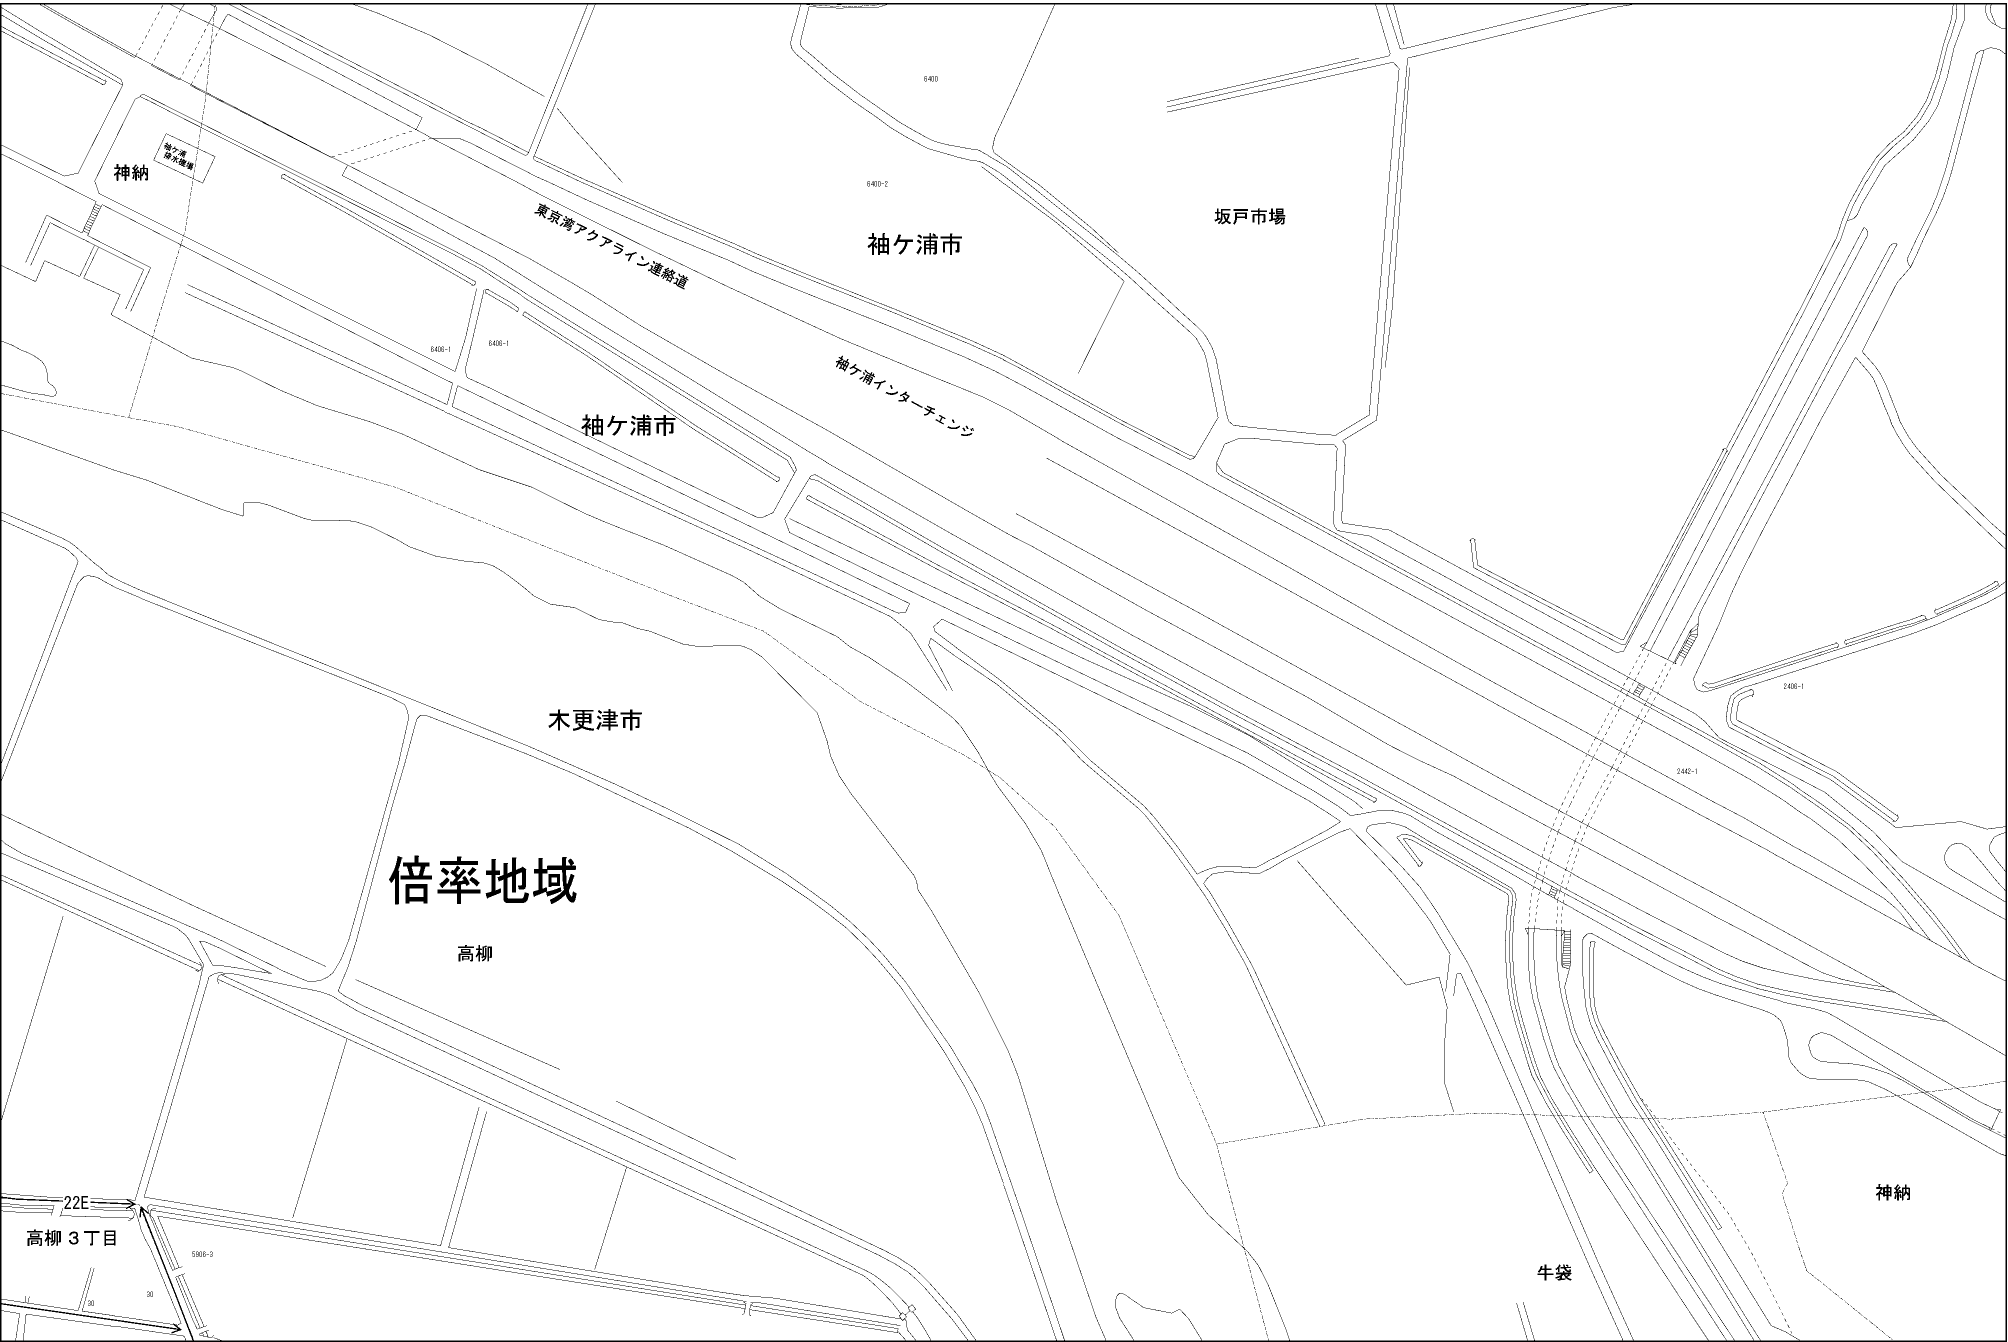 6400
袖ケ浦
排水機場
神納
6400-2
東京湾アクアライン連絡道
坂戸市場
袖ケ浦市
6406-1
6406-1
袖ケ浦インターチェンジ
袖ケ浦市
2406-1
木更津市
2442-1
倍率地域
高柳
神納
22E
高柳３丁目
5906-3
牛袋
30
30